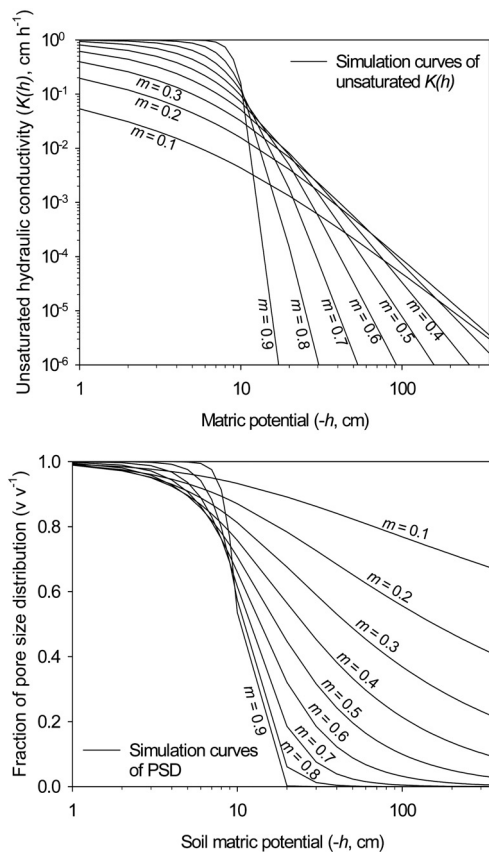 Unsaturated hydraulic conductivity (K(h), cm h⁻¹)
10⁰
10⁻¹
10⁻²
10⁻³
10⁻⁴
10⁻⁵
10⁻⁶
Simulation curves of
unsaturated K(h)
m = 0.3
m = 0.2
m = 0.1
m = 0.9
m = 0.8
m = 0.7
m = 0.6
m = 0.5
m = 0.4
1 10 100
Matric potential (-h, cm)
Fraction of pore size distribution (v v⁻¹)
1.0
0.8
0.6
0.4
0.2
0.0
m = 0.1
m = 0.2
m = 0.3
m = 0.4
m = 0.5
m = 0.6
m = 0.7
m = 0.8
m = 0.9
Simulation curves
of PSD
1 10 100
Soil matric potential (-h, cm)